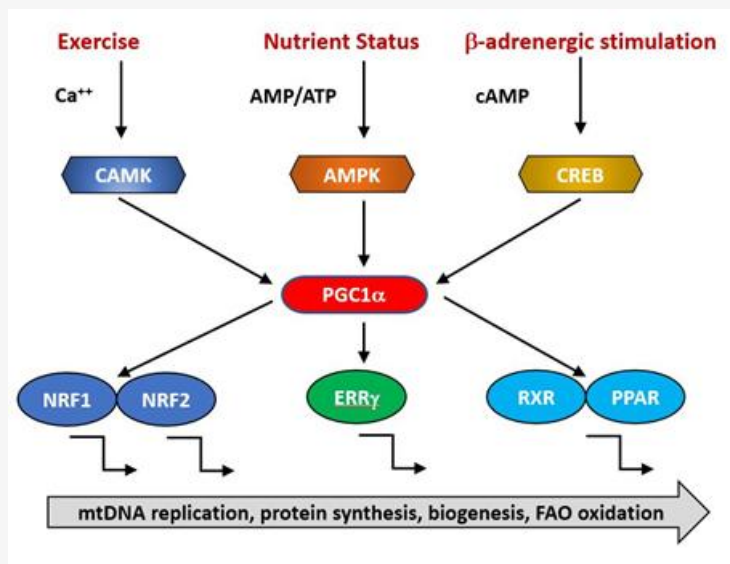 Exercise
Nutrient Status
β-adrenergic stimulation
Ca++
AMP/ATP
cAMP
CAMK
AMPK
CREB
PGC1α
NRF1
NRF2
ERRγ
RXR
PPAR
mtDNA replication, protein synthesis, biogenesis, FAO oxidation